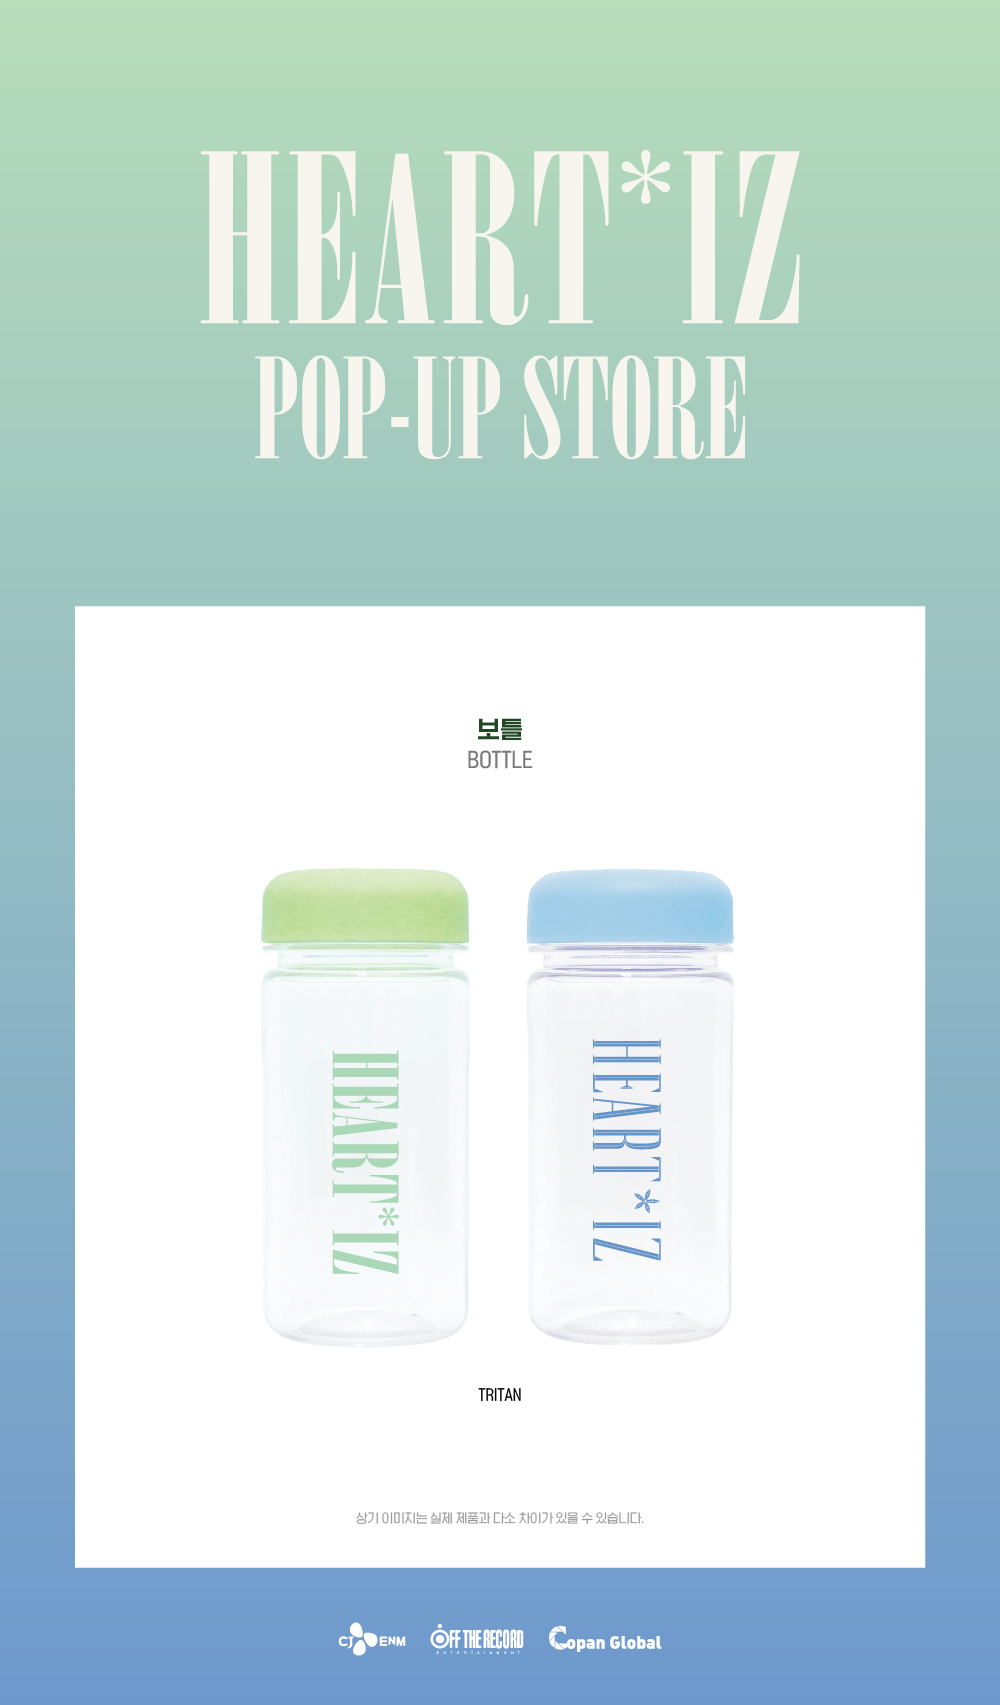 HEART*IZ
POP-UP STORE
보틀
BOTTLE
HEART*IZ
HEART*IZ
TRITAN
상기 이미지는 실제 제품과 다소 차이가 있을 수 있습니다.
CJ ENM
OFF THE RECORD
ENTERTAINMENT
Copan Global